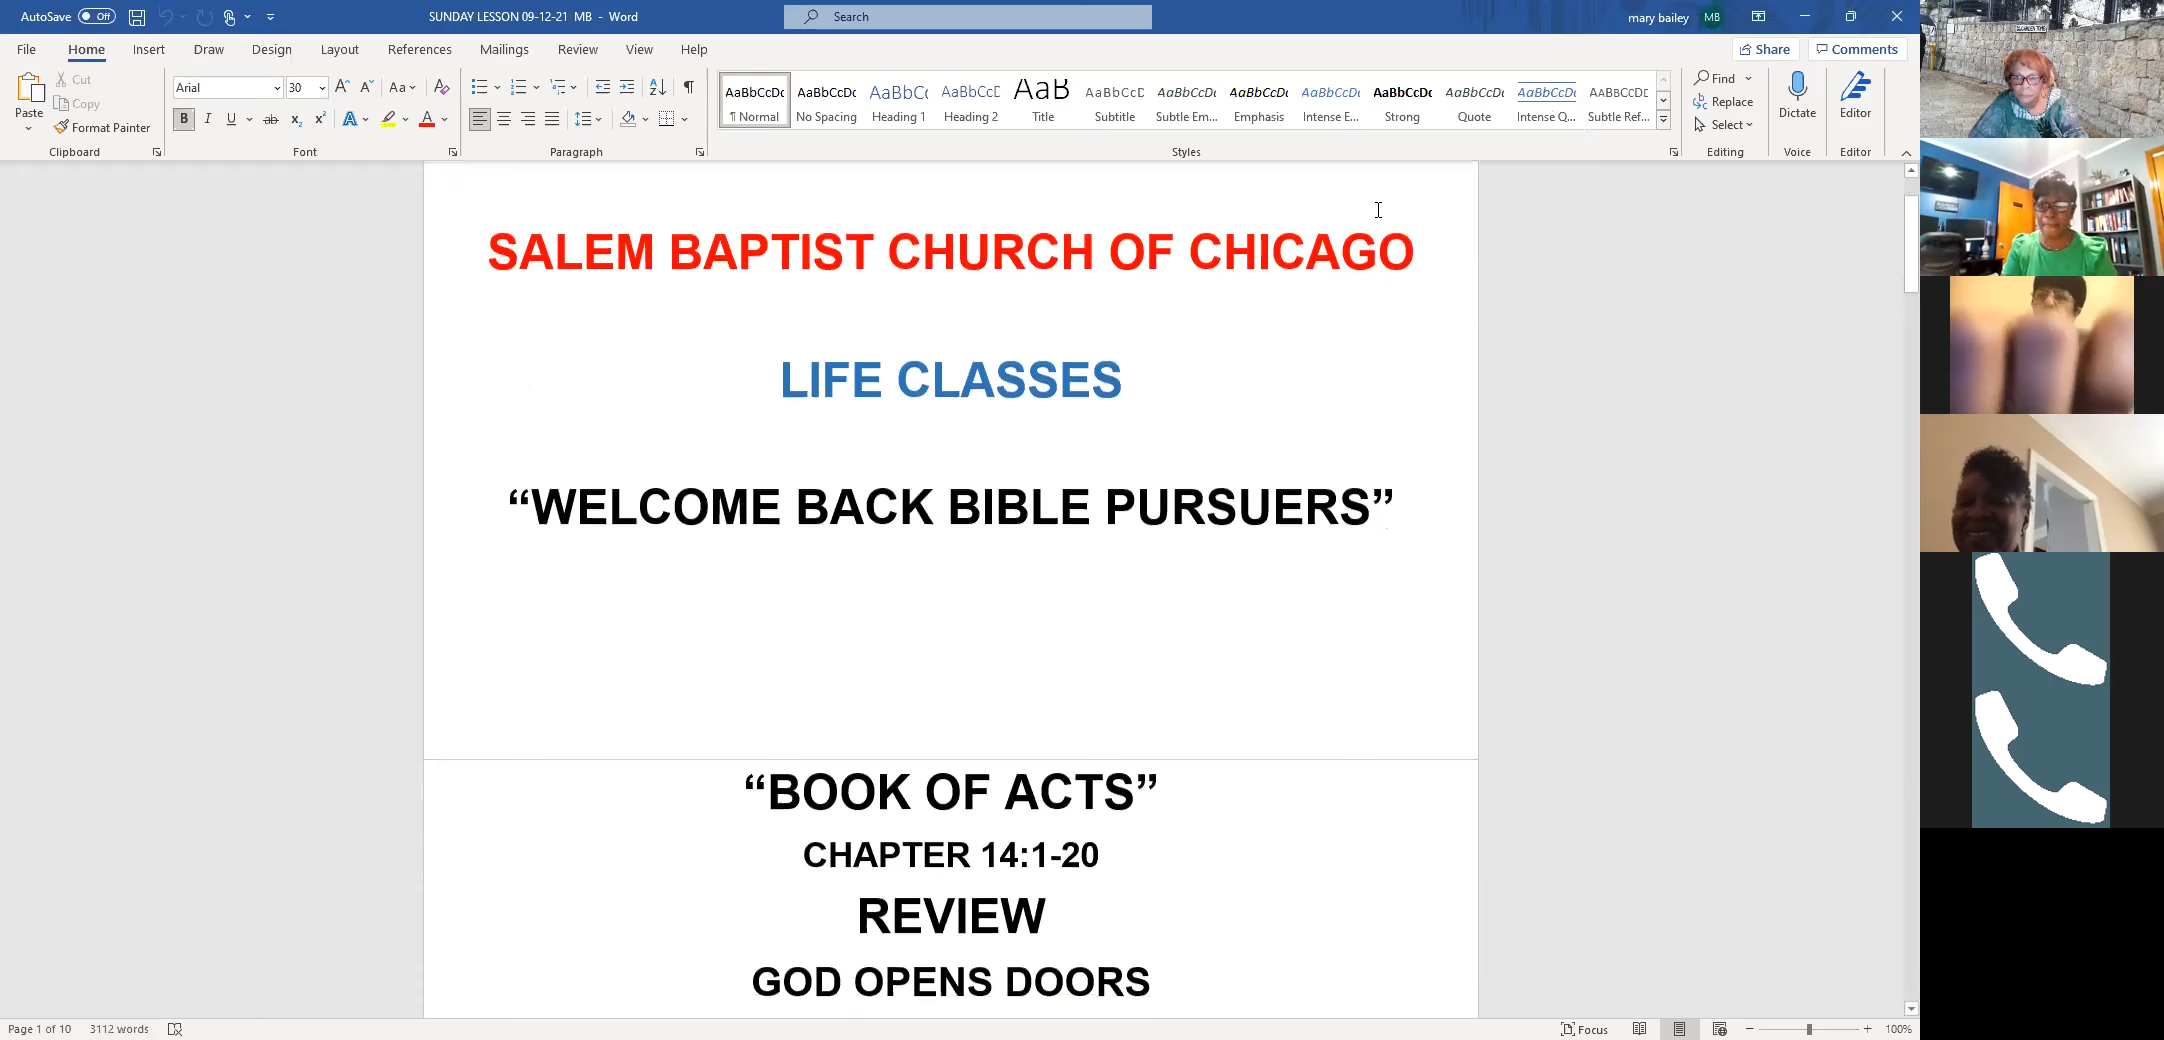 AutoSave Off
SUNDAY LESSON 09-12-21 MB - Word
Search
mary bailey MB
File Home Insert Draw Design Layout References Mailings Review View Help
Share Comments
Paste
Cut
Copy
Format Painter
Clipboard
Arial 30
Font
Paragraph
AaBbCcDc AaBbCcDc AaBbCc AaBbCcD AaB AaBbCcD AaBbCcDc AaBbCcDc AaBbCcDc AaBbCcDc AaBbCcDc AaBbCcDc AABBCCDE
¶ Normal No Spacing Heading 1 Heading 2 Title Subtitle Subtle Em... Emphasis Intense E... Strong Quote Intense Q... Subtle Ref...
Styles
Find
Replace
Select
Editing
Dictate
Voice
Editor
Editor
SALEM BAPTIST CHURCH OF CHICAGO
LIFE CLASSES
“WELCOME BACK BIBLE PURSUERS”
“BOOK OF ACTS”
CHAPTER 14:1-20
REVIEW
GOD OPENS DOORS
Page 1 of 10 3112 words
Focus
100%